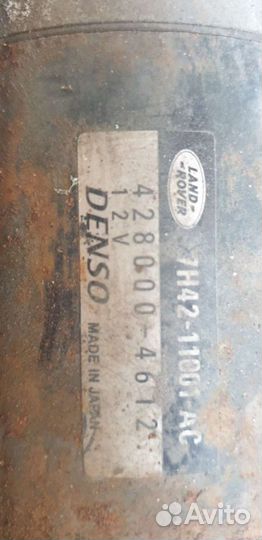 LAND
ROVER
7H42-11001-AC
428000-4612
12V
DENSO MADE IN JAPAN
Avito